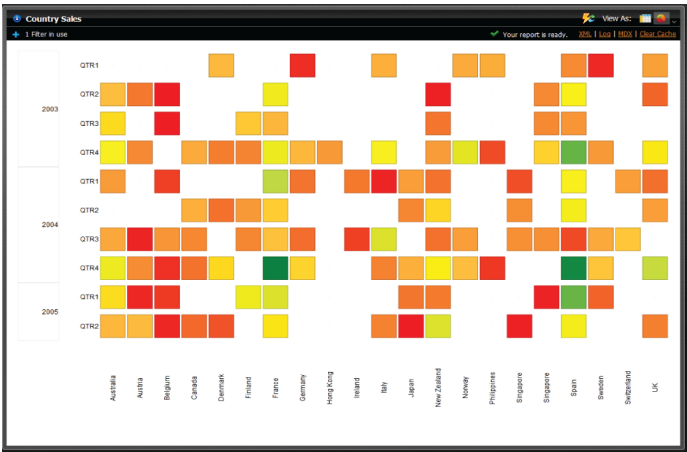 Country Sales
View As:
1 Filter in use
Your report is ready.
XML | Log | MDX | Clear Cache
2003
QTR1
QTR2
QTR3
QTR4
2004
QTR1
QTR2
QTR3
QTR4
2005
QTR1
QTR2
Australia
Austria
Belgium
Canada
Denmark
Finland
France
Germany
Hong Kong
Ireland
Italy
Japan
New Zealand
Norway
Philippines
Singapore
Singapore
Spain
Sweden
Switzerland
UK